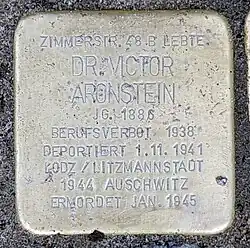 ZIMMERSTR. 48 B LEBTE
DR. VICTOR
ARONSTEIN
JG. 1886
BERUFSVERBOT 1938
DEPORTIERT 1.11.1941
LODZ/LITZMANNSTADT
1944 AUSCHWITZ
ERMORDET JAN. 1945